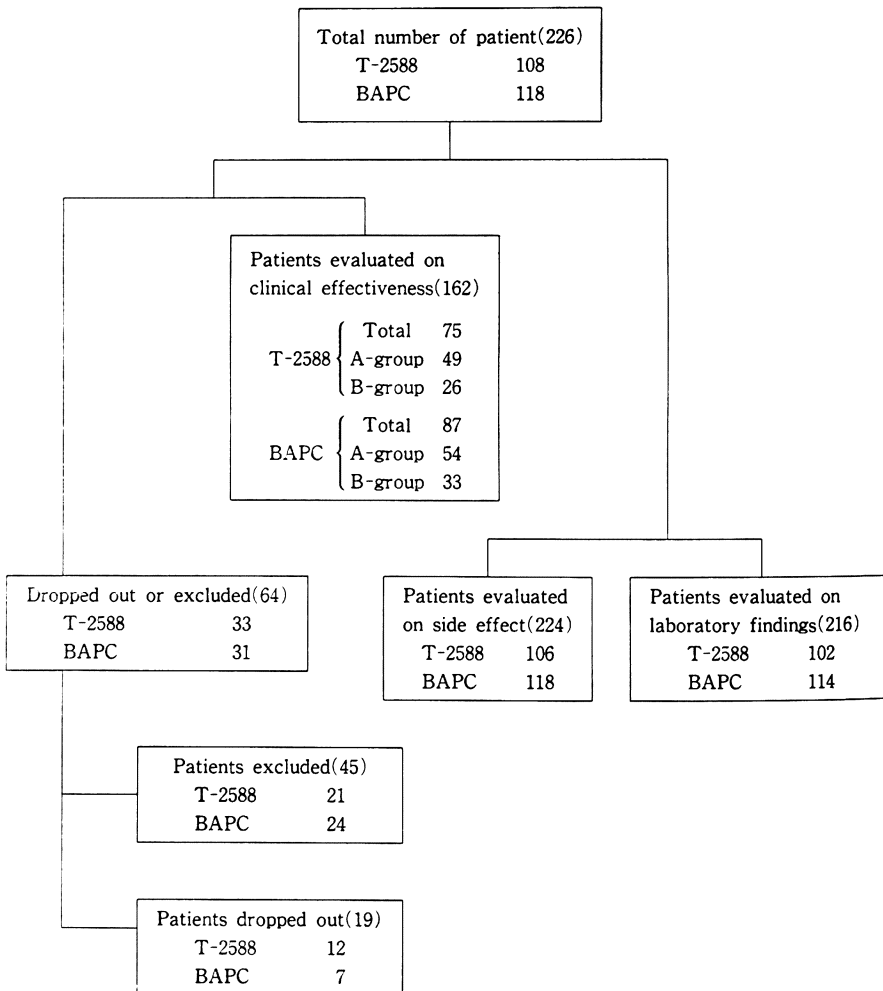 Total number of patient(226)
T-2588 108
BAPC 118
Patients evaluated on
clinical effectiveness(162)
Total 75
T-2588 A-group 49
B-group 26
Total 87
BAPC A-group 54
B-group 33
Dropped out or excluded(64)
T-2588 33
BAPC 31
Patients evaluated
on side effect(224)
T-2588 106
BAPC 118
Patients evaluated on
laboratory findings(216)
T-2588 102
BAPC 114
Patients excluded(45)
T-2588 21
BAPC 24
Patients dropped out(19)
T-2588 12
BAPC 7